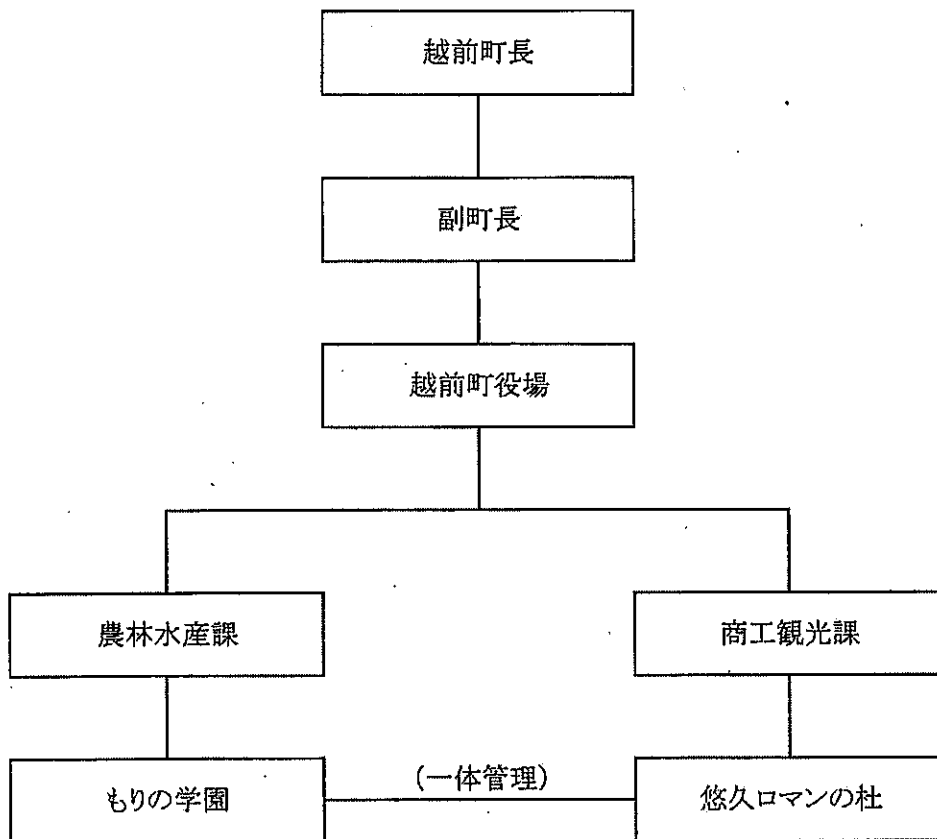 越前町長
副町長
越前町役場
農林水産課
商工観光課
もりの学園
(一体管理)
悠久ロマンの杜